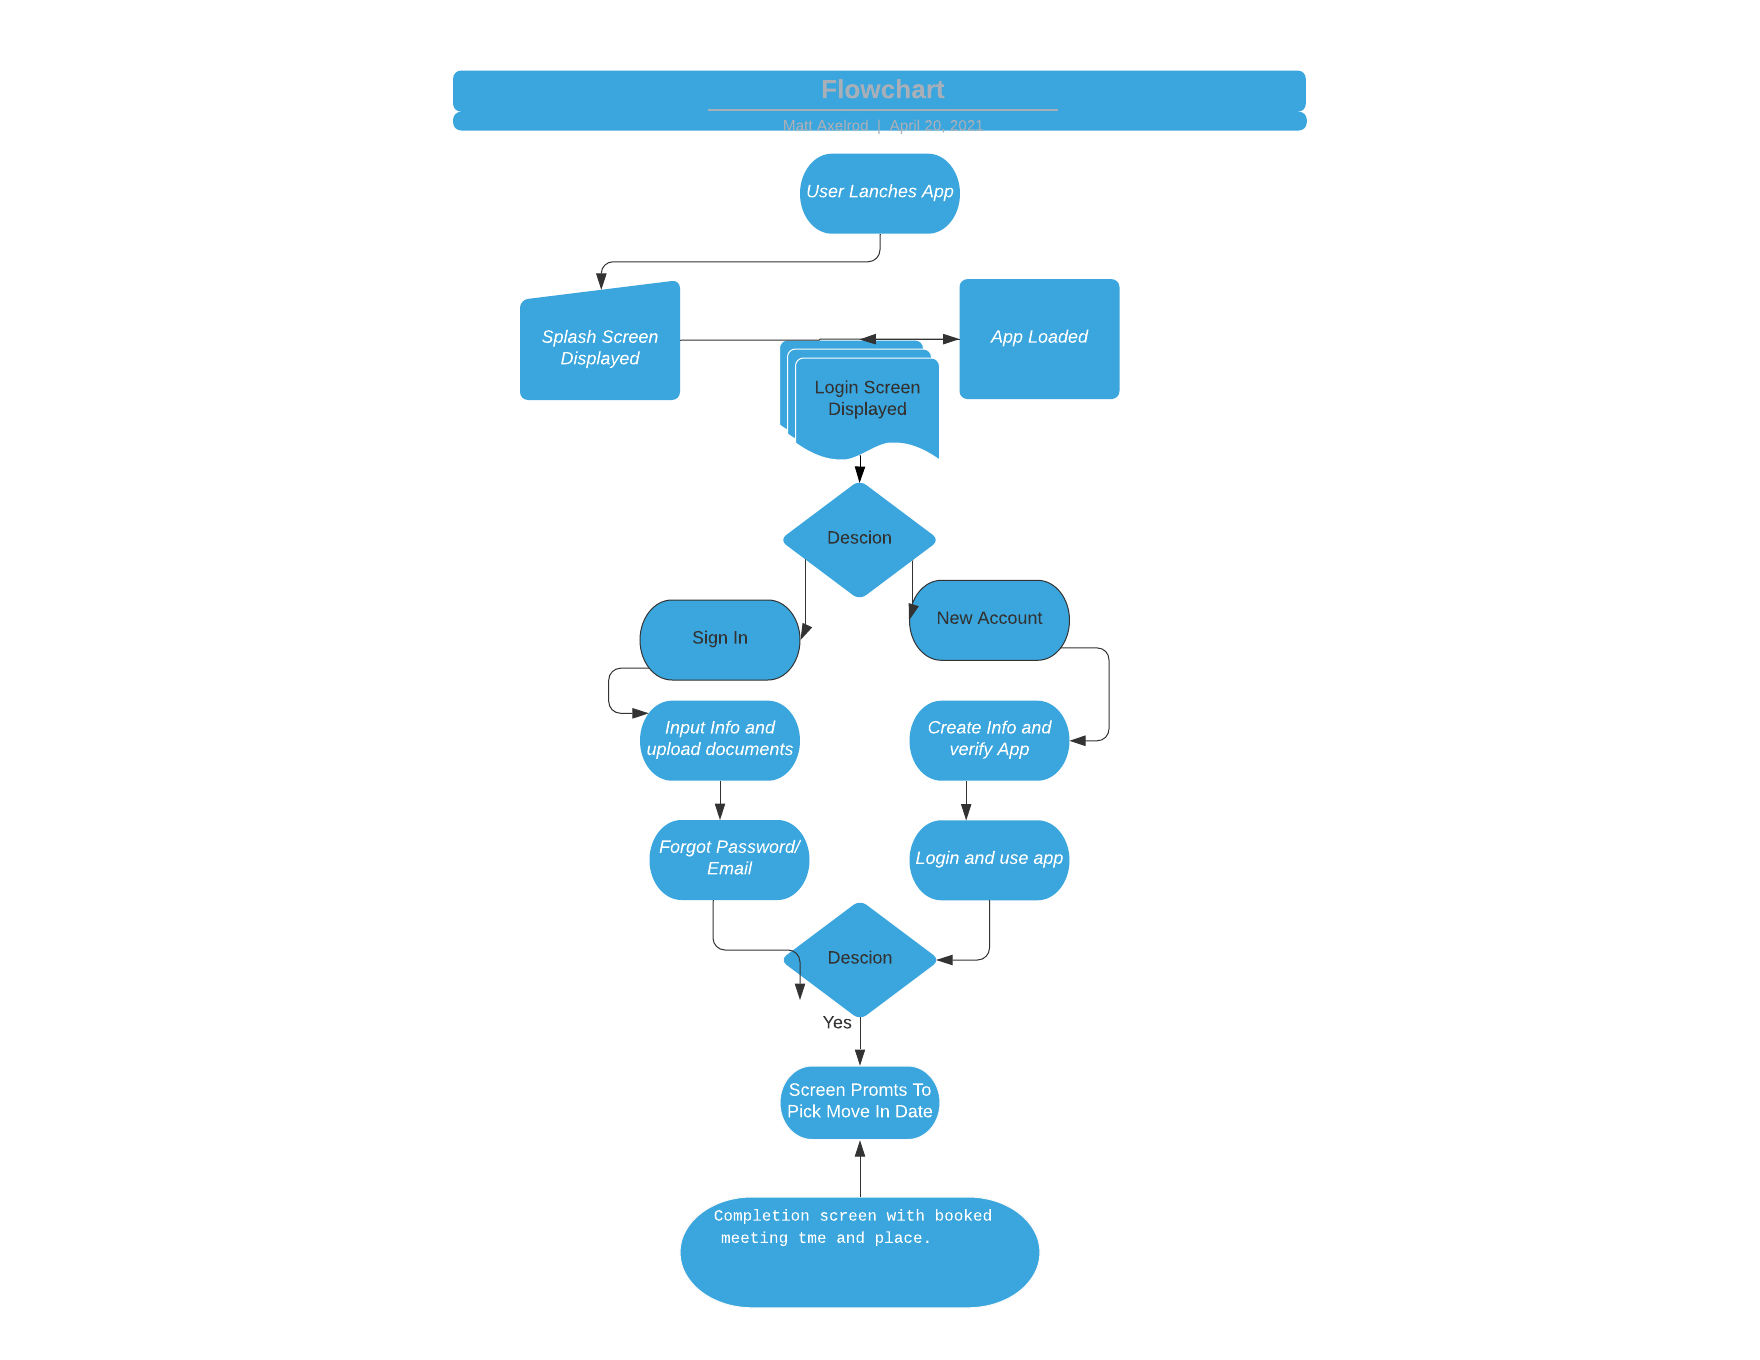 Flowchart
Matt Axelrod | April 20, 2021
User Lanches App
Splash Screen
Displayed
App Loaded
Login Screen
Displayed
Descion
Sign In
New Account
Input Info and
upload documents
Create Info and
verify App
Forgot Password/
Email
Login and use app
Descion
Yes
Screen Promts To
Pick Move In Date
Completion screen with booked
meeting tme and place.